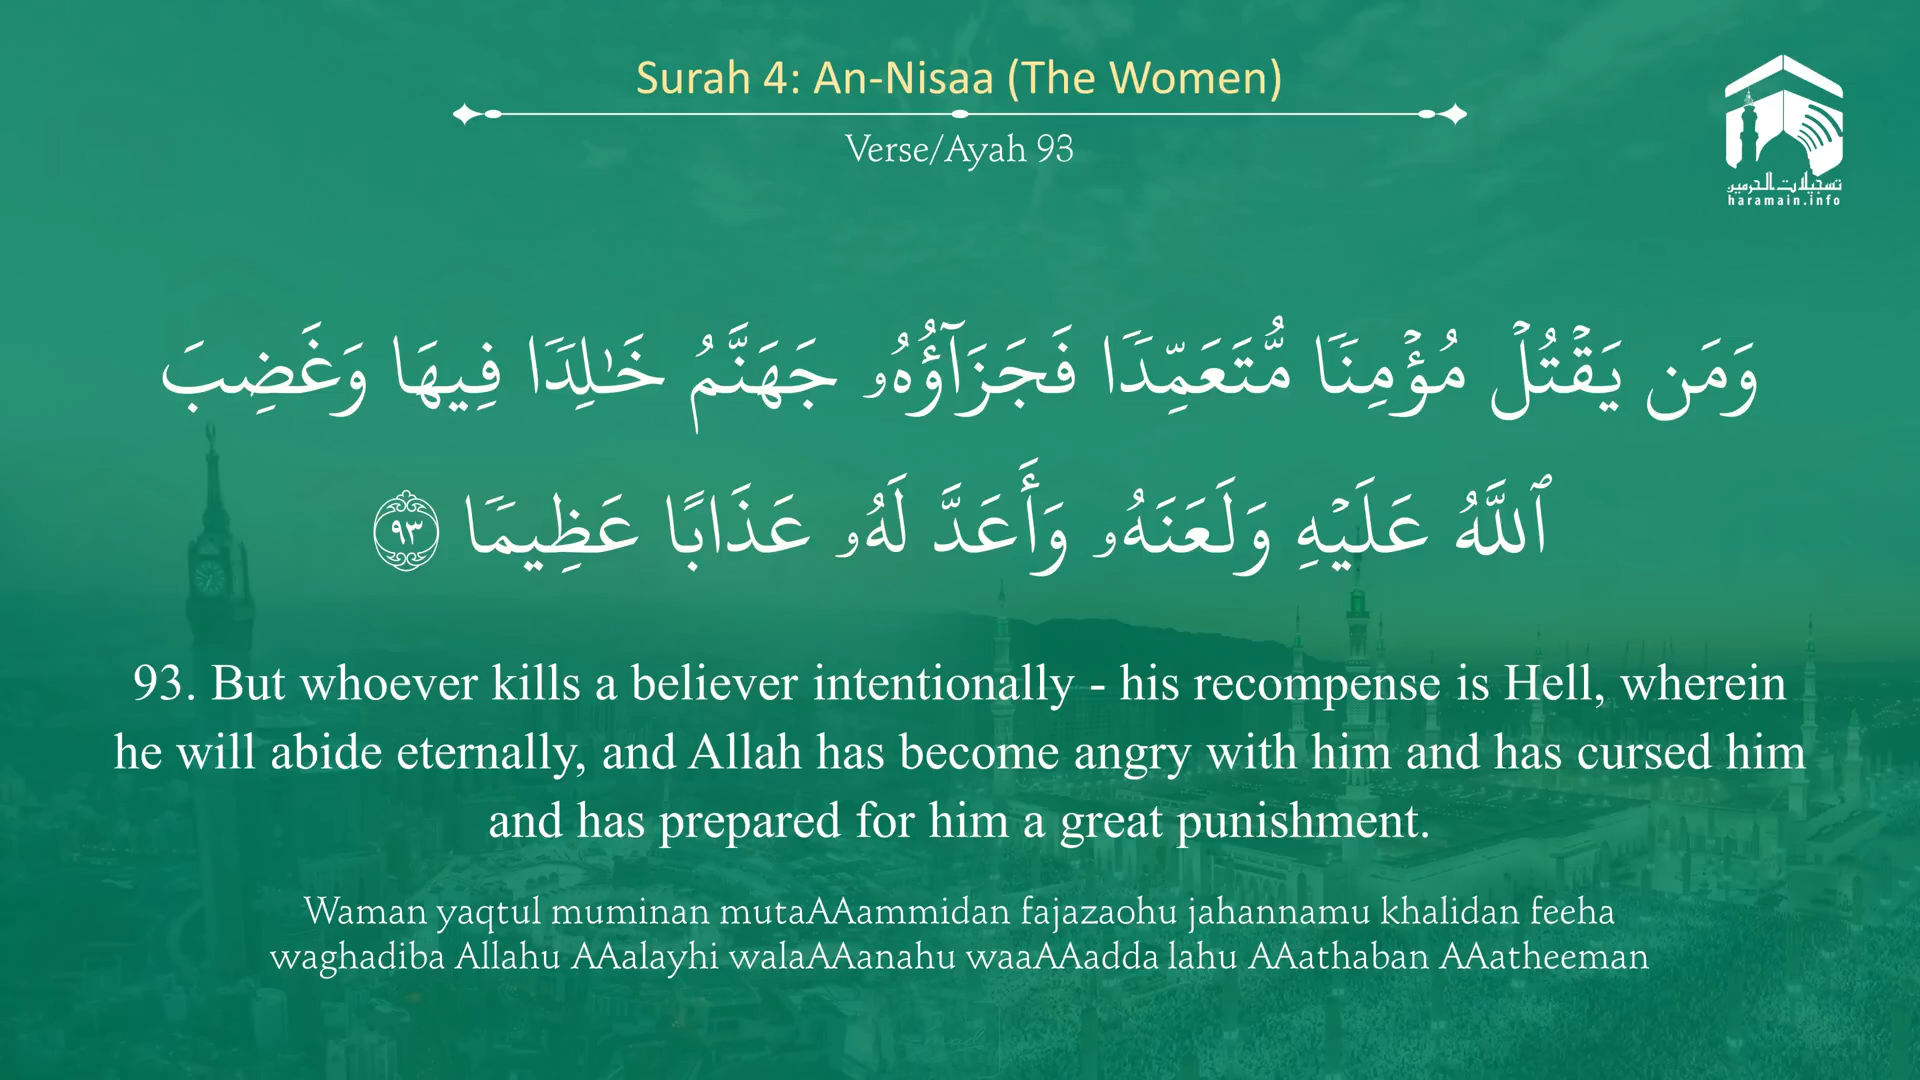 Surah 4: An-Nisaa (The Women)
Verse/Ayah 93
تسجيلات الحرمين
haramain.info
وَمَن يَقۡتُلۡ مُؤۡمِنٗا مُّتَعَمِّدٗا فَجَزَآؤُهُۥ جَهَنَّمُ خَٰلِدٗا فِيهَا وَغَضِبَ
ٱللَّهُ عَلَيۡهِ وَلَعَنَهُۥ وَأَعَدَّ لَهُۥ عَذَابًا عَظِيمٗا ٩٣
93. But whoever kills a believer intentionally - his recompense is Hell, wherein
he will abide eternally, and Allah has become angry with him and has cursed him
and has prepared for him a great punishment.
Waman yaqtul muminan mutaAAammidan fajazaohu jahannamu khalidan feeha
waghadiba Allahu AAalayhi walaAAanahu waaAAadda lahu AAathaban AAatheeman